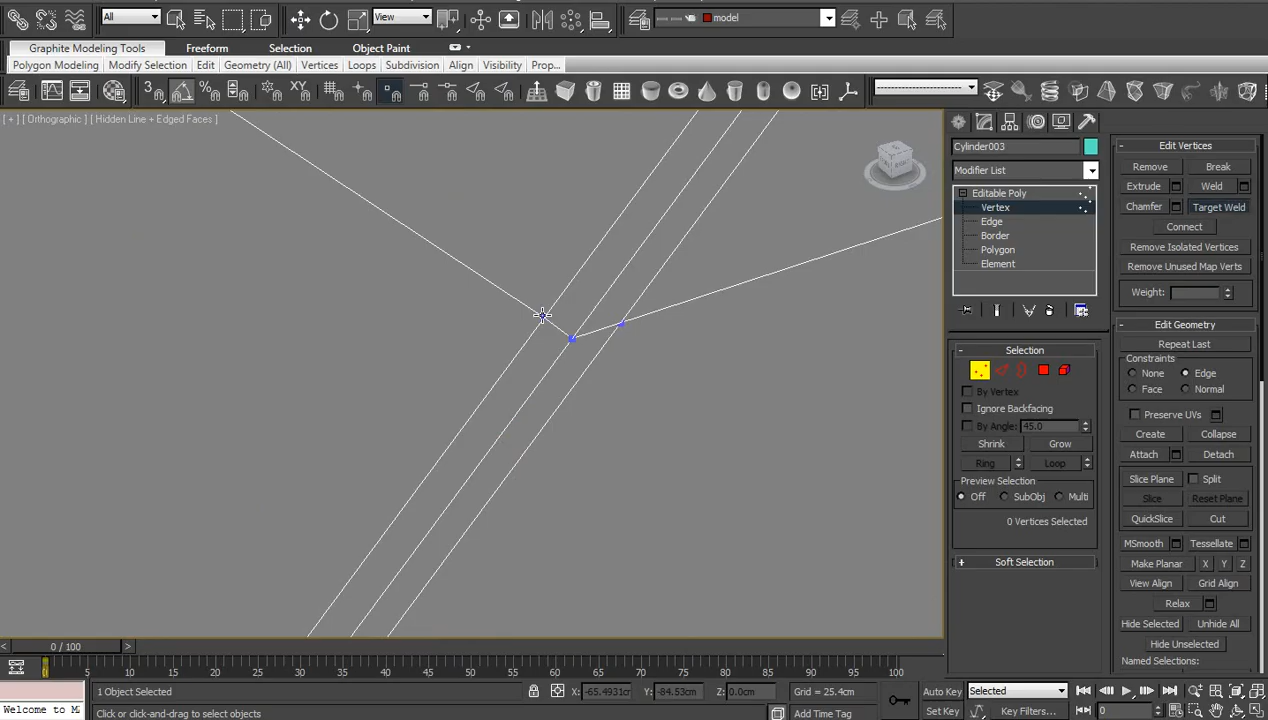 All
View
model
Graphite Modeling Tools Freeform Selection Object Paint
Polygon Modeling Modify Selection Edit Geometry (All) Vertices Loops Subdivision Align Visibility Prop...
3 % XY
[ + ] [ Orthographic ] [ Hidden Line + Edged Faces ]
Cylinder003
Modifier List
Editable Poly
Vertex
Edge
Border
Polygon
Element
- Selection
By Vertex
Ignore Backfacing
By Angle: 45.0
Shrink Grow
Ring Loop
Preview Selection
Off SubObj Multi
0 Vertices Selected
+ Soft Selection
- Edit Vertices
Remove Break
Extrude Weld
Chamfer Target Weld
Connect
Remove Isolated Vertices
Remove Unused Map Verts
Weight:
- Edit Geometry
Repeat Last
Constraints
None Edge
Face Normal
Preserve UVs
Create Collapse
Attach Detach
Slice Plane Split
Slice Reset Plane
QuickSlice Cut
MSmooth Tessellate
Make Planar X Y Z
View Align Grid Align
Relax
Hide Selected Unhide All
Hide Unselected
Named Selections:
< 0 / 100 >
0 5 10 15 20 25 30 35 40 45 50 55 60 65 70 75 80 85 90 95 100
1 Object Selected X: -65.4931cr Y: -84.53cm Z: 0.0cm Grid = 25.4cm Auto Key Selected
Welcome to M Click or click-and-drag to select objects Add Time Tag Set Key Key Filters... 0